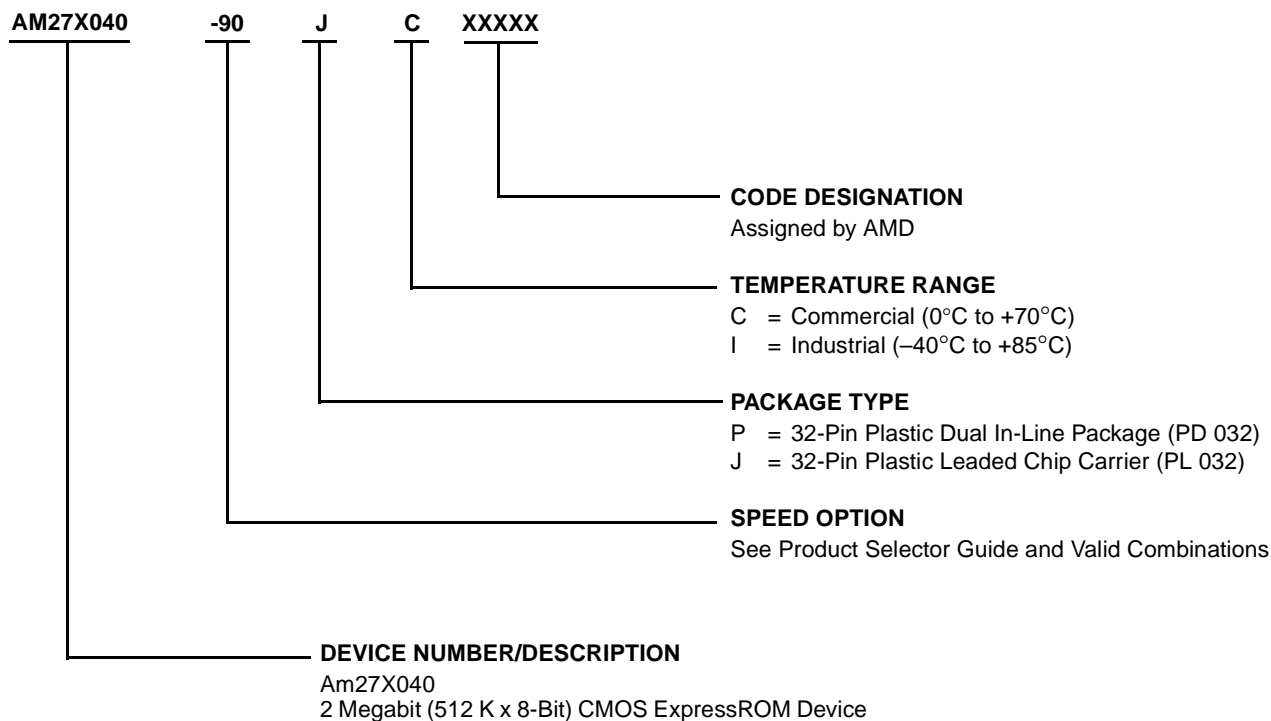 AM27X040 -90 J C XXXXX
CODE DESIGNATION
Assigned by AMD
TEMPERATURE RANGE
C = Commercial (0°C to +70°C)
I = Industrial (–40°C to +85°C)
PACKAGE TYPE
P = 32-Pin Plastic Dual In-Line Package (PD 032)
J = 32-Pin Plastic Leaded Chip Carrier (PL 032)
SPEED OPTION
See Product Selector Guide and Valid Combinations
DEVICE NUMBER/DESCRIPTION
Am27X040
2 Megabit (512 K x 8-Bit) CMOS ExpressROM Device